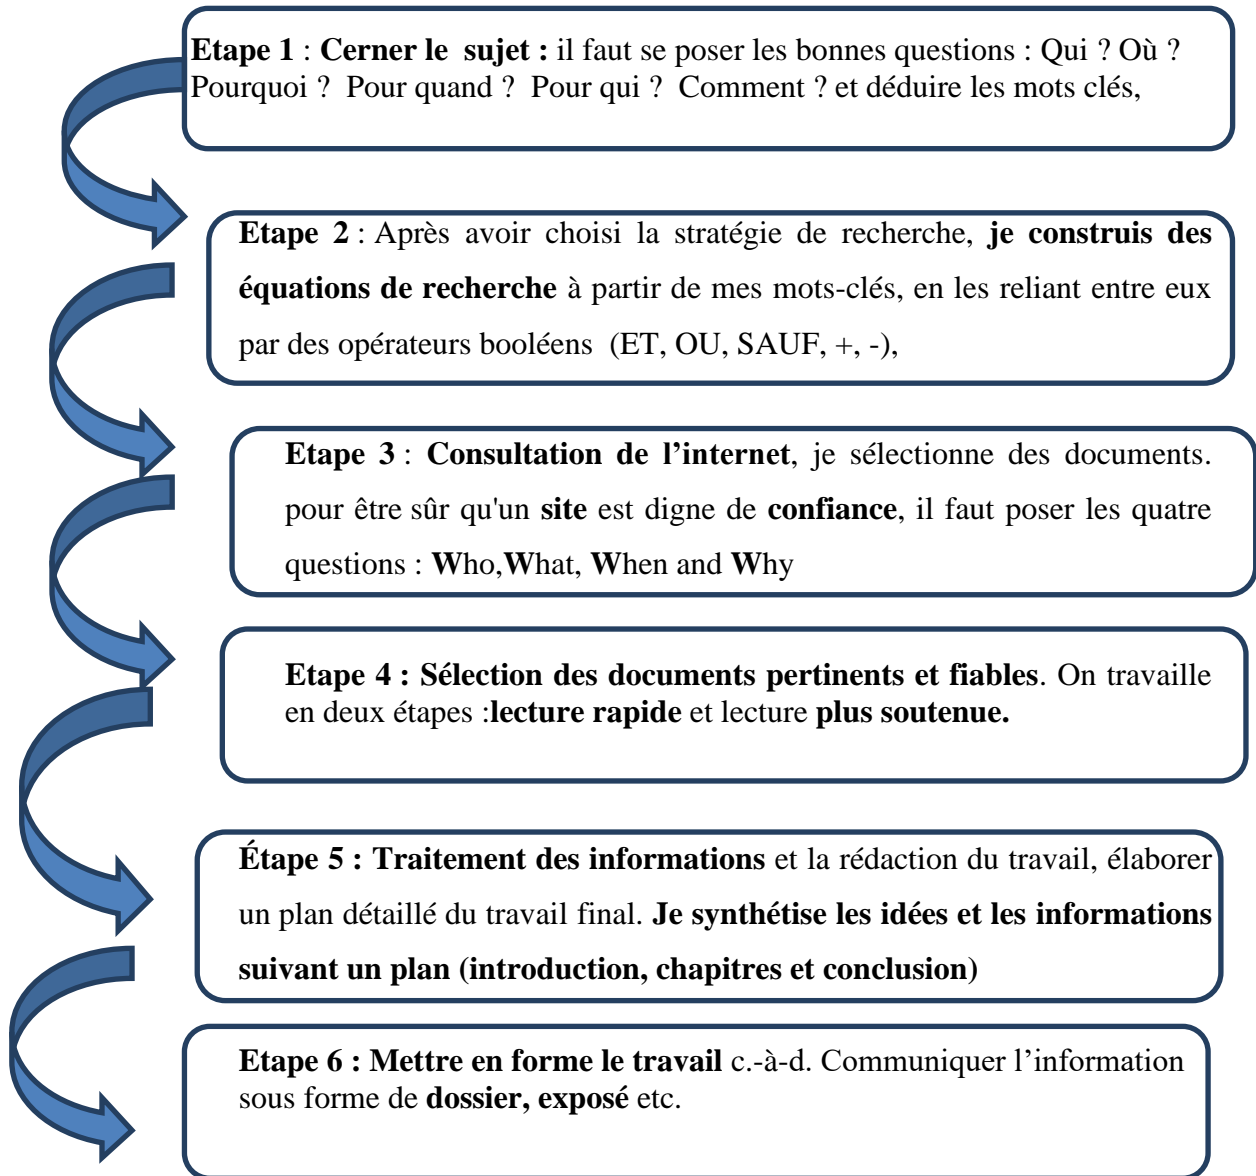 Etape 1 : Cerner le sujet : il faut se poser les bonnes questions : Qui ? Où ?
Pourquoi ? Pour quand ? Pour qui ? Comment ? et déduire les mots clés,
Etape 2 : Après avoir choisi la stratégie de recherche, je construis des
équations de recherche à partir de mes mots-clés, en les reliant entre eux
par des opérateurs booléens (ET, OU, SAUF, +, -),
Etape 3 : Consultation de l’internet, je sélectionne des documents.
pour être sûr qu'un site est digne de confiance, il faut poser les quatre
questions : Who,What, When and Why
Etape 4 : Sélection des documents pertinents et fiables. On travaille
en deux étapes :lecture rapide et lecture plus soutenue.
Étape 5 : Traitement des informations et la rédaction du travail, élaborer
un plan détaillé du travail final. Je synthétise les idées et les informations
suivant un plan (introduction, chapitres et conclusion)
Etape 6 : Mettre en forme le travail c.-à-d. Communiquer l’information
sous forme de dossier, exposé etc.